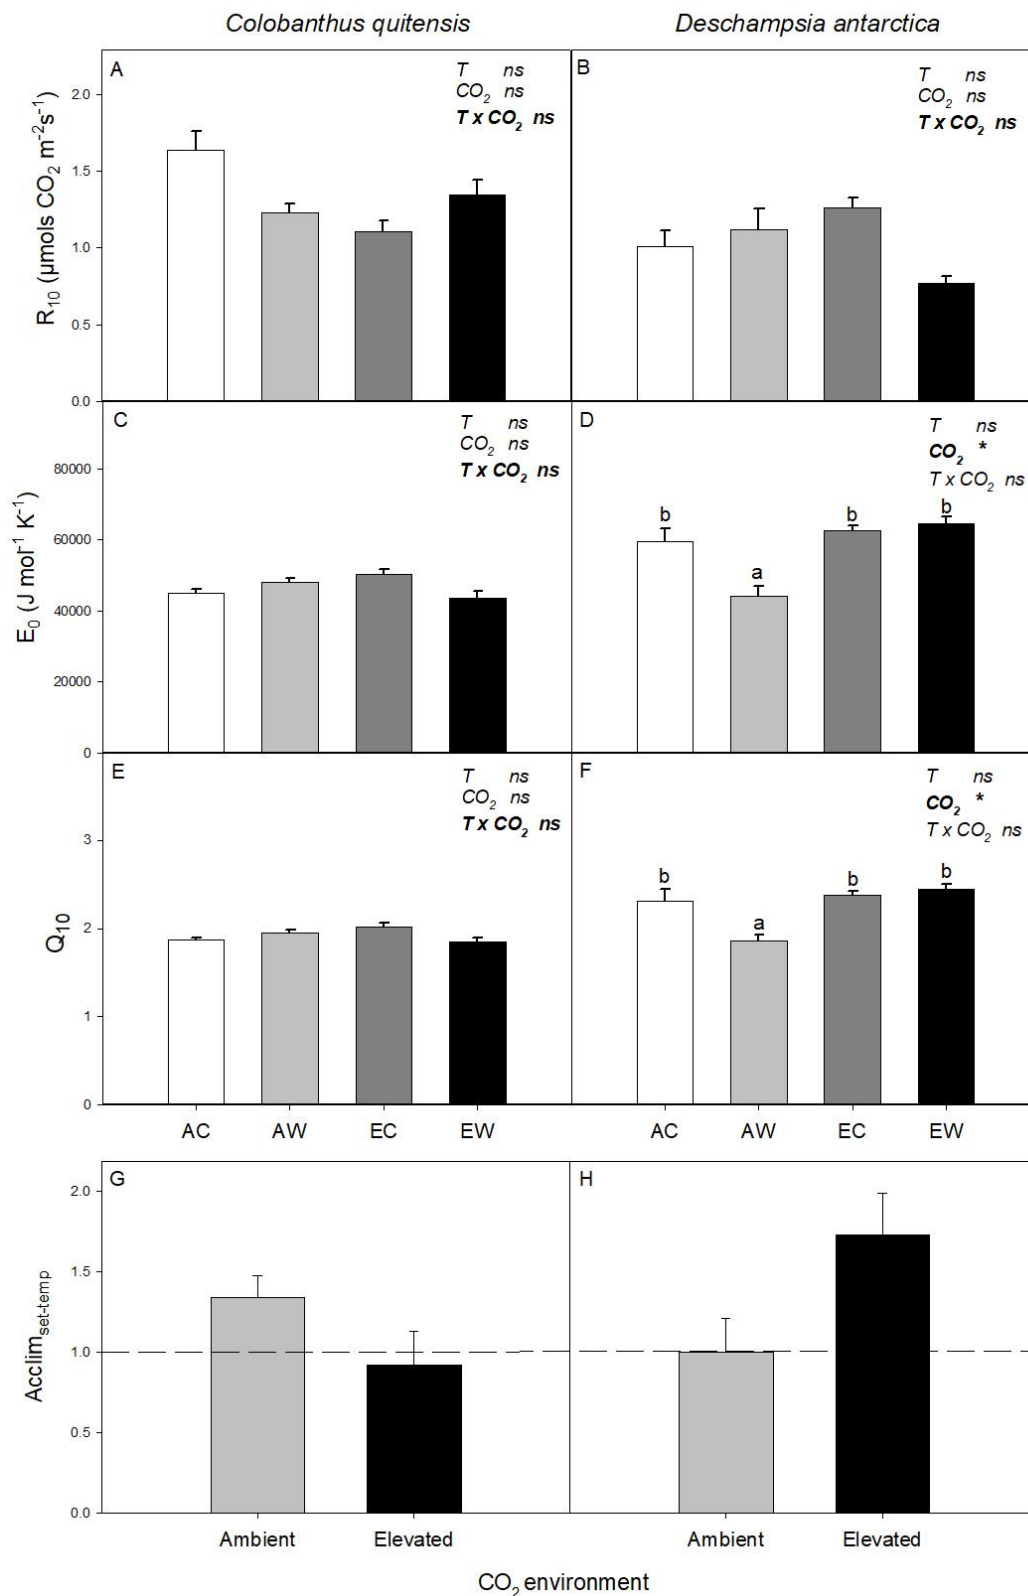 Colobanthus quitensis
Deschampsia antarctica
A
T ns
CO₂ ns
T x CO₂ ns
B
T ns
CO₂ ns
T x CO₂ ns
R₁₀ (µmols CO₂ m⁻²s⁻¹)
2.0
1.5
1.0
0.5
0.0
C
T ns
CO₂ ns
T x CO₂ ns
D
T ns
CO₂ *
T x CO₂ ns
E₀ (J mol⁻¹ K⁻¹)
80000
60000
40000
20000
0
b
a
b
b
E
T ns
CO₂ ns
T x CO₂ ns
F
T ns
CO₂ *
T x CO₂ ns
Q₁₀
3
2
1
0
b
a
b
b
AC AW EC EW
AC AW EC EW
G
H
Acclimset-temp
2.0
1.5
1.0
0.5
0.0
Ambient Elevated
Ambient Elevated
CO₂ environment